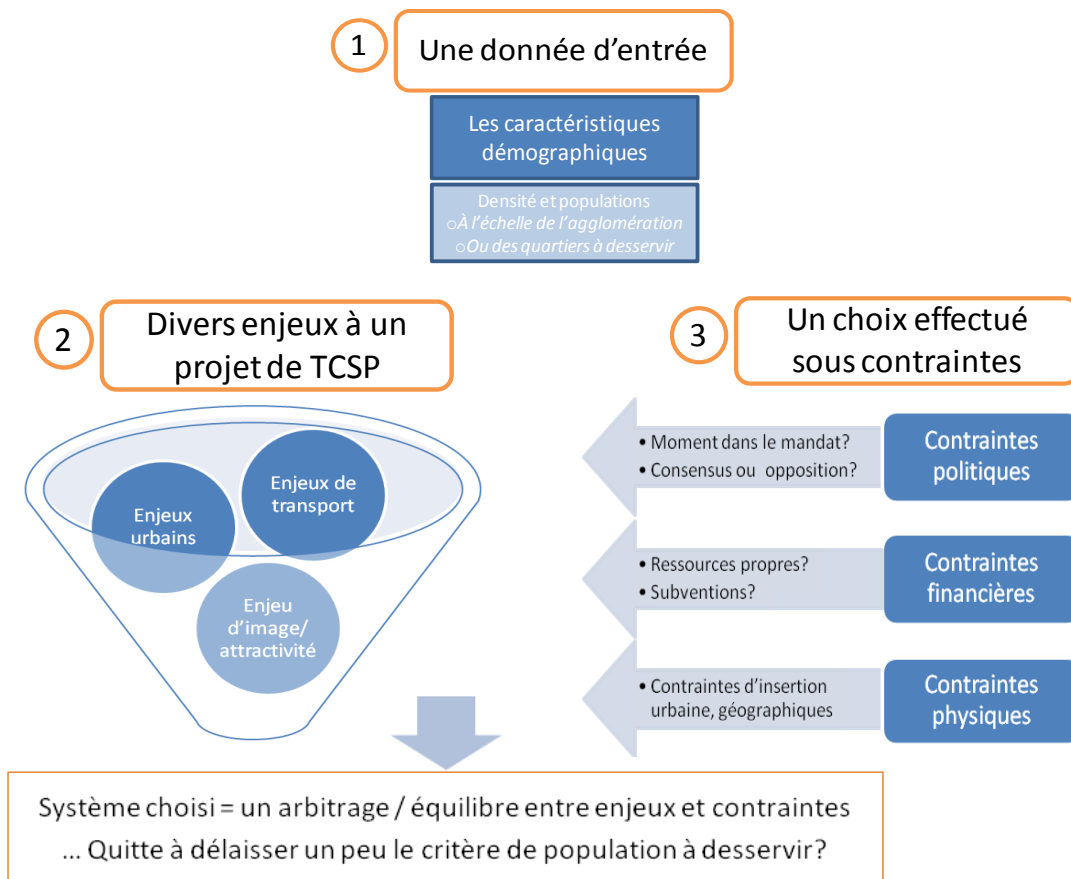 1
Une donnée d'entrée
Les caractéristiques
démographiques
Densité et populations
oÀ l'échelle de l'agglomération
oOu des quartiers à desservir
2
Divers enjeux à un
projet de TCSP
Enjeux
urbains
Enjeux de
transport
Enjeu
d'image/
attractivité
3
Un choix effectué
sous contraintes
• Moment dans le mandat?
• Consensus ou opposition?
Contraintes
politiques
• Ressources propres?
• Subventions?
Contraintes
financières
• Contraintes d'insertion
urbaine, géographiques
Contraintes
physiques
Système choisi = un arbitrage / équilibre entre enjeux et contraintes
... Quitte à délaisser un peu le critère de population à desservir?